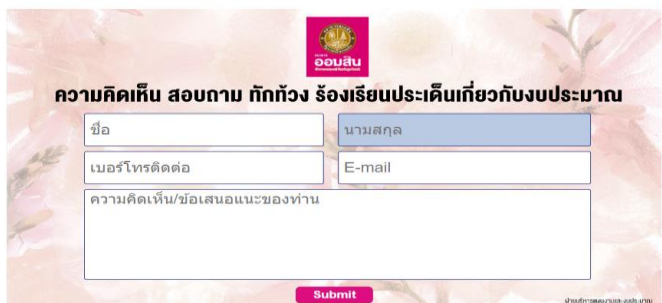 ออมสิน
ความคิดเห็น สอบถาม ทักท้วง ร้องเรียนประเด็นเกี่ยวกับงบประมาณ
ชื่อ
นามสกุล
เบอร์โทรติดต่อ
E-mail
ความคิดเห็น/ข้อเสนอแนะของท่าน
Submit